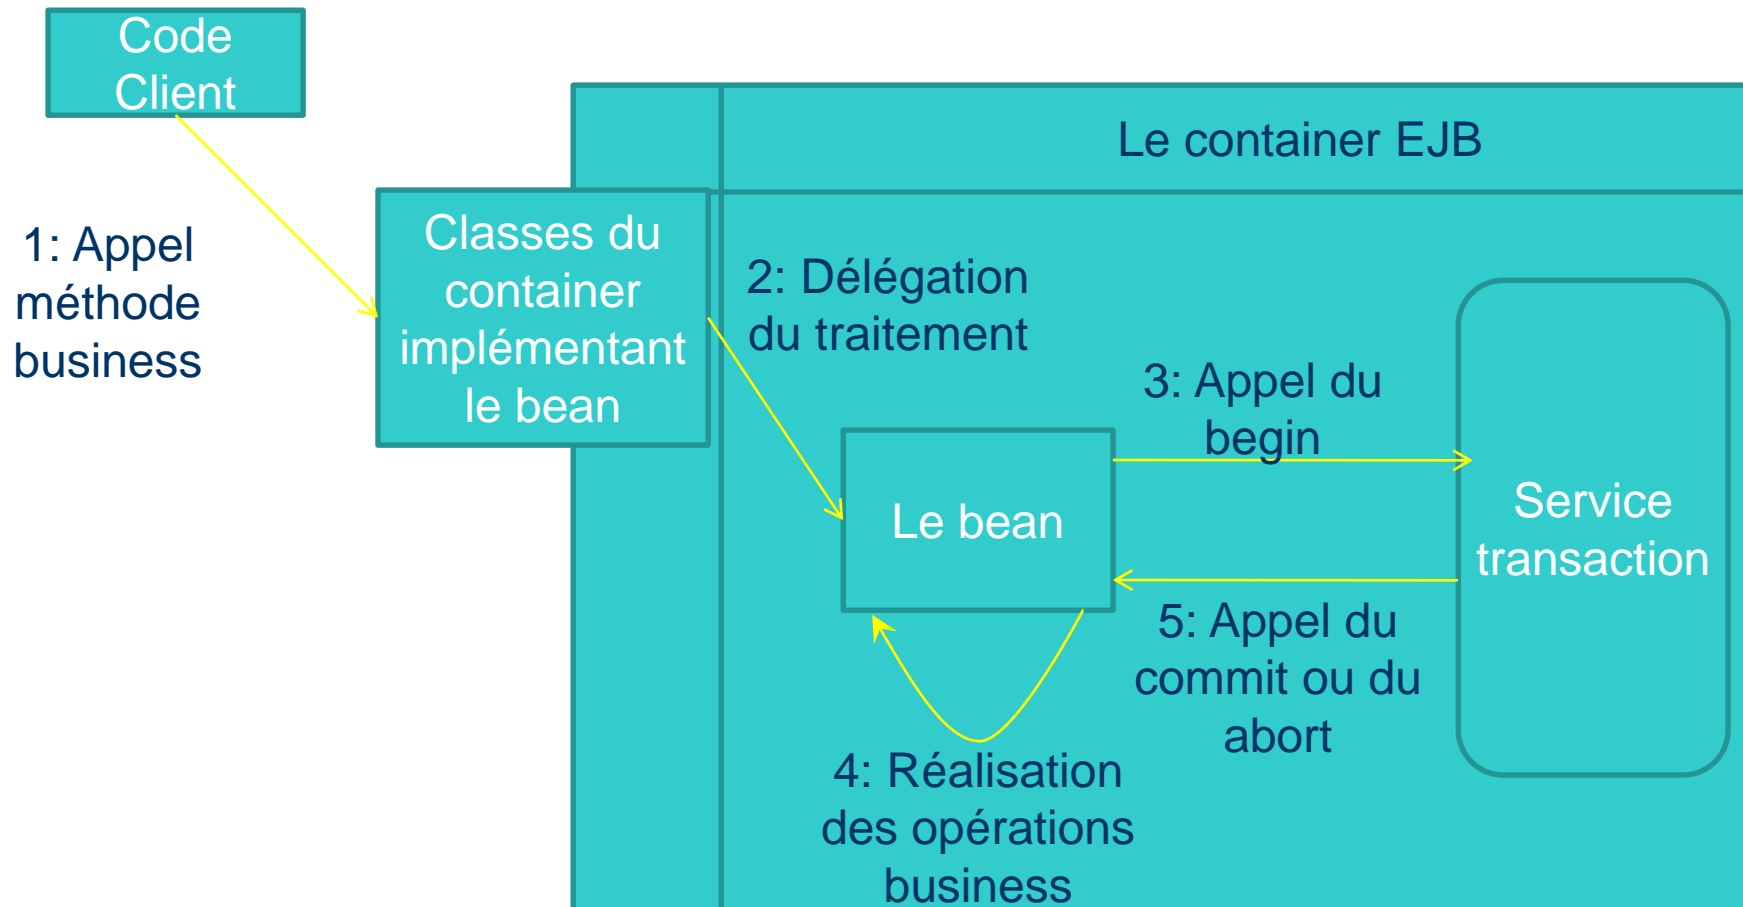 Code
Client
Le container EJB
1: Appel
méthode
business
Classes du
container
implémentant
le bean
2: Délégation
du traitement
3: Appel du
begin
Le bean
Service
transaction
5: Appel du
commit ou du
abort
4: Réalisation
des opérations
business